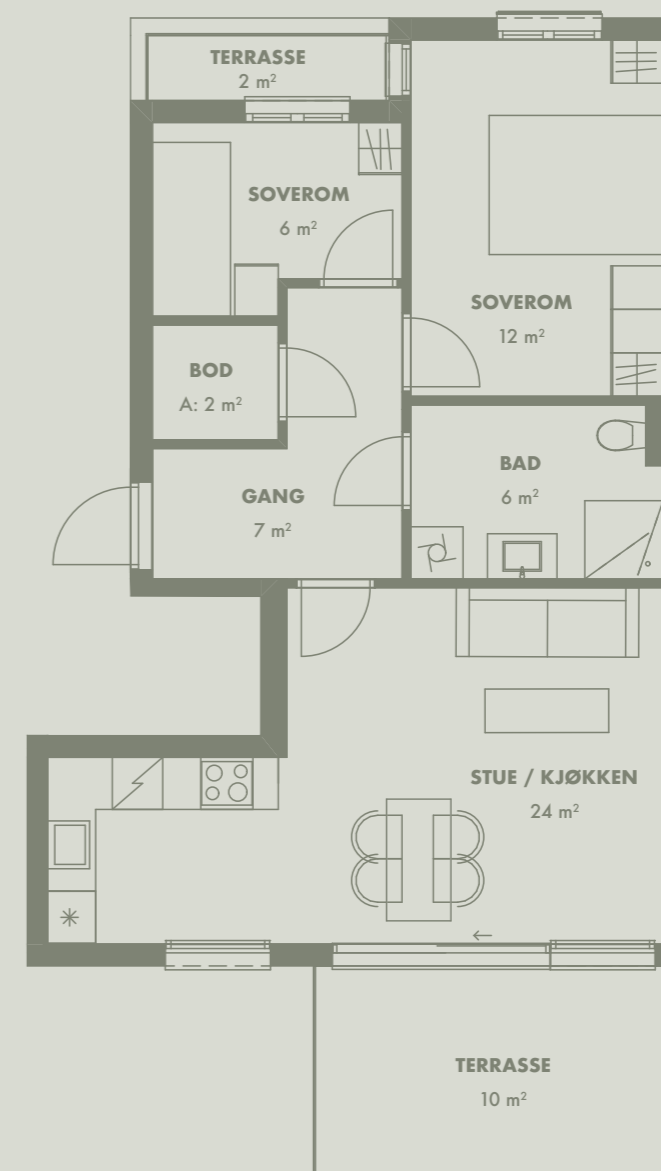 TERRASSE
2 m²
SOVEROM
6 m²
SOVEROM
12 m²
BOD
A: 2 m²
BAD
6 m²
GANG
7 m²
STUE / KJØKKEN
24 m²
TERRASSE
10 m²